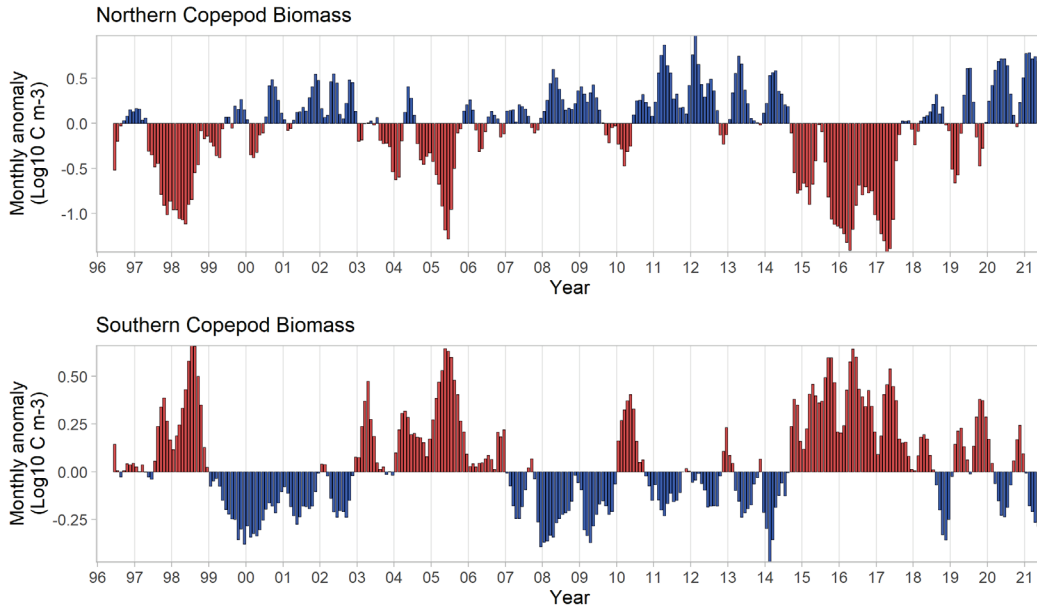 Northern Copepod Biomass
Monthly anomaly
(Log10 C m-3)
0.5
0.0
-0.5
-1.0
96 97 98 99 00 01 02 03 04 05 06 07 08 09 10 11 12 13 14 15 16 17 18 19 20 21
Year
Southern Copepod Biomass
Monthly anomaly
(Log10 C m-3)
0.50
0.25
0.00
-0.25
96 97 98 99 00 01 02 03 04 05 06 07 08 09 10 11 12 13 14 15 16 17 18 19 20 21
Year